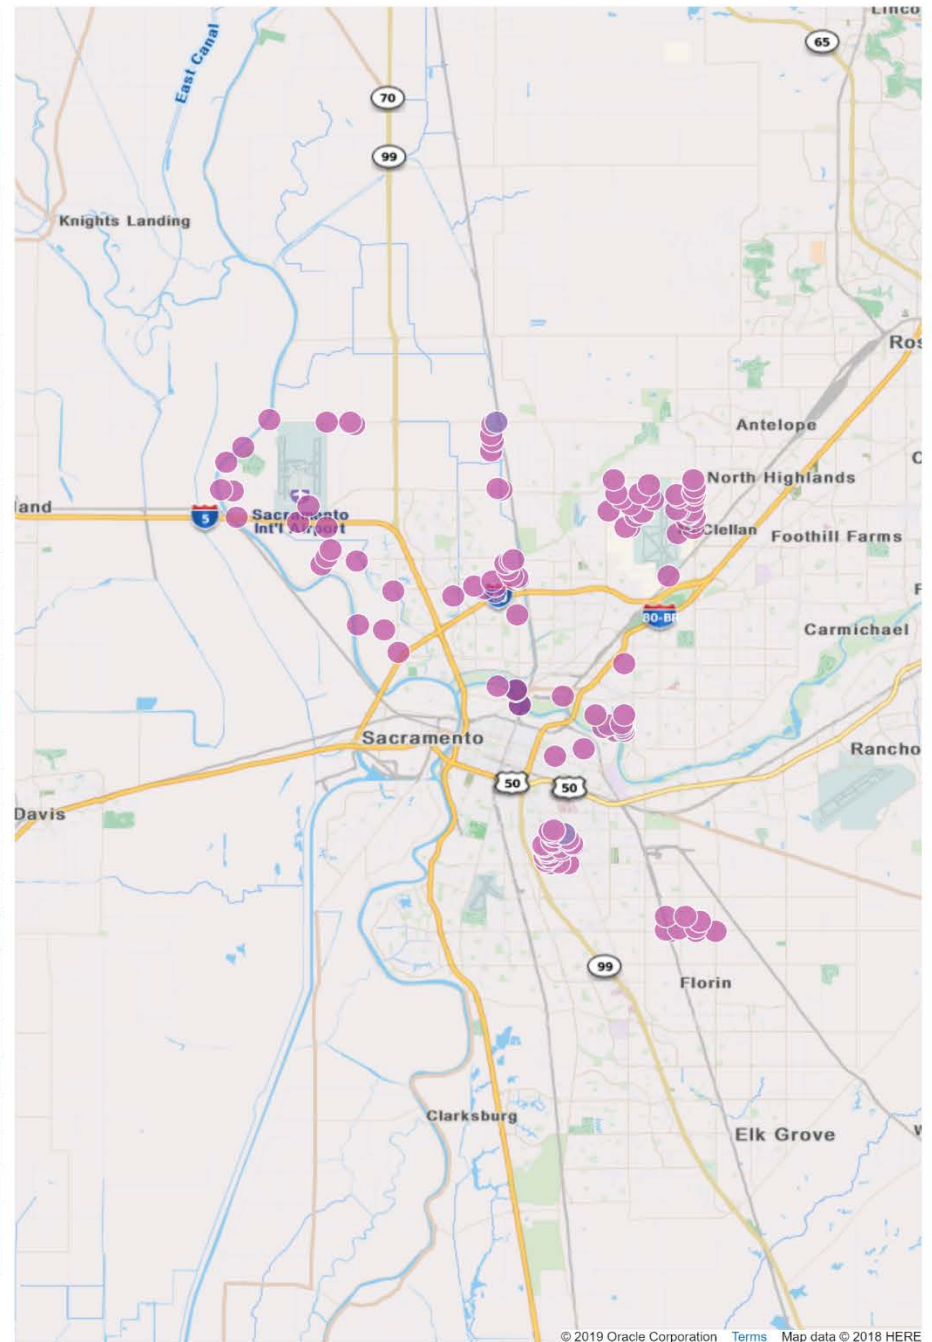 Linco
East Canal
65
70
99
Knights Landing
Ros
Antelope
North Highlands
C
land
5
Sacramento
Int'l Airport
Clellan
Foothill Farms
F
80-B
Carmichael
Sacramento
Rancho
50
50
Davis
99
Florin
Clarksburg
Elk Grove
W
© 2019 Oracle Corporation Terms Map data © 2018 HERE